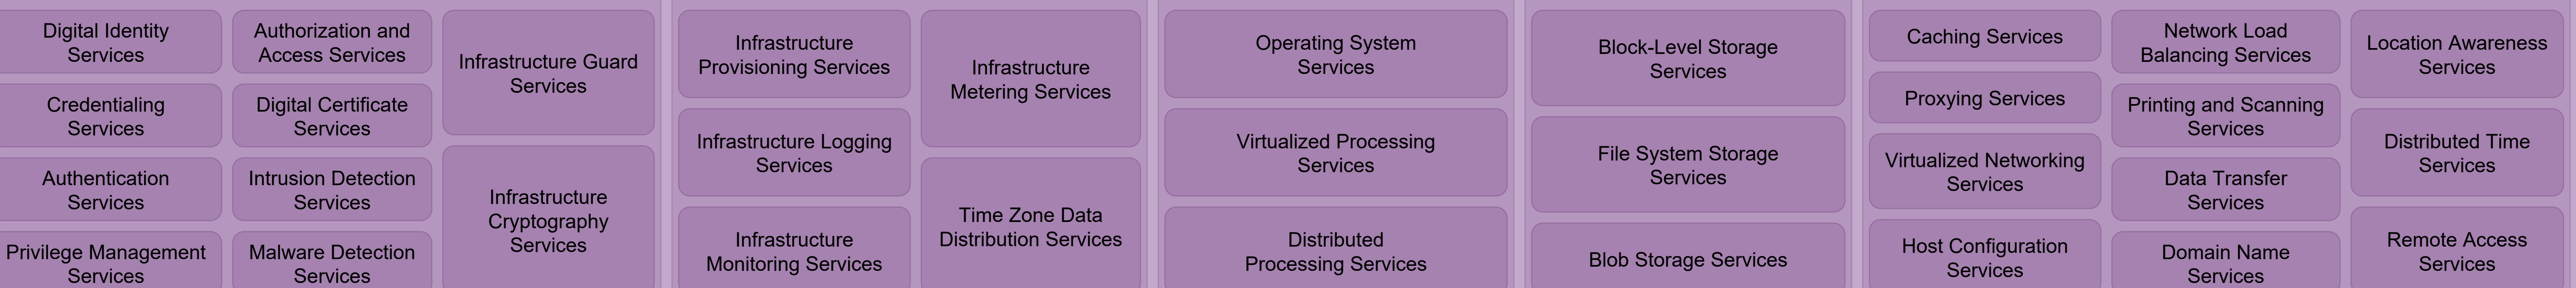 Digital Identity
Services
Credentialing
Services
Authentication
Services
Privilege Management
Services
Authorization and
Access Services
Digital Certificate
Services
Intrusion Detection
Services
Malware Detection
Services
Infrastructure Guard
Services
Infrastructure
Cryptography
Services
Infrastructure
Provisioning Services
Infrastructure Logging
Services
Infrastructure
Monitoring Services
Infrastructure
Metering Services
Time Zone Data
Distribution Services
Operating System
Services
Virtualized Processing
Services
Distributed
Processing Services
Block-Level Storage
Services
File System Storage
Services
Blob Storage Services
Caching Services
Proxying Services
Virtualized Networking
Services
Host Configuration
Services
Network Load
Balancing Services
Printing and Scanning
Services
Data Transfer
Services
Domain Name
Services
Location Awareness
Services
Distributed Time
Services
Remote Access
Services